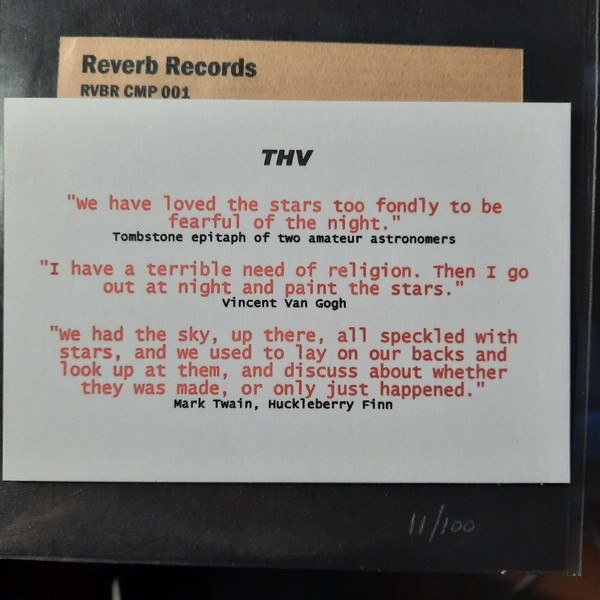 Reverb Records
RVBR CMP 001
THV
"We have loved the stars too fondly to be
fearful of the night."
Tombstone epitaph of two amateur astronomers
"I have a terrible need of religion. Then I go
out at night and paint the stars."
Vincent Van Gogh
"We had the sky, up there, all speckled with
stars, and we used to lay on our backs and
look up at them, and discuss about whether
they was made, or only just happened."
Mark Twain, Huckleberry Finn
11/100